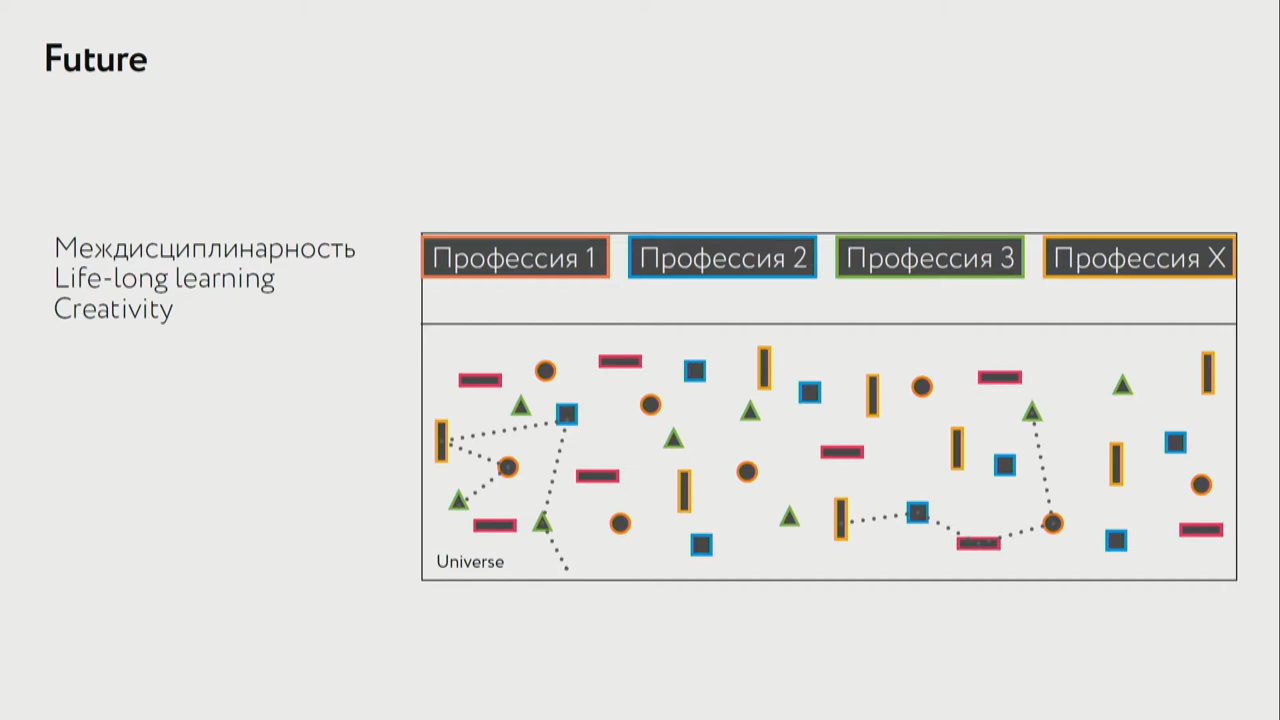 Future
Междисциплинарность
Life-long learning
Creativity
Профессия 1
Профессия 2
Профессия 3
Профессия X
Universe